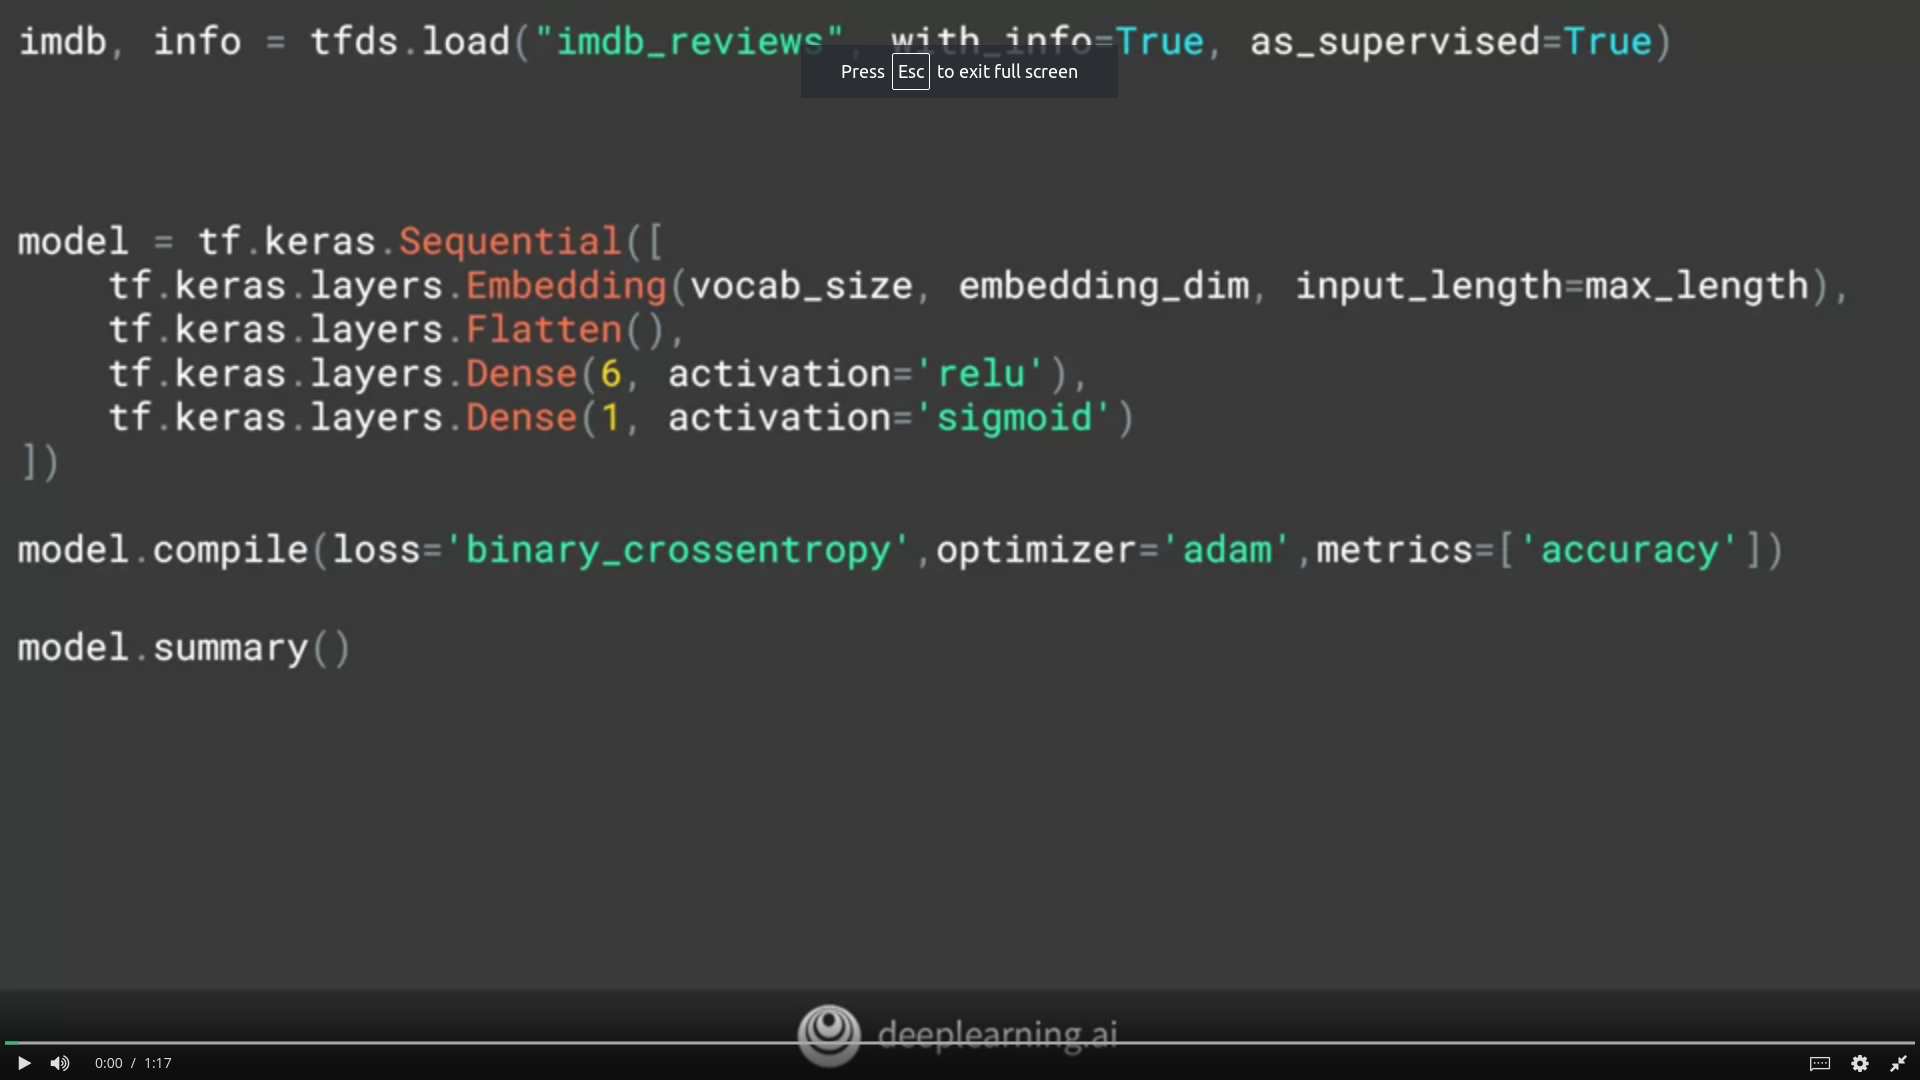 imdb, info = tfds.load("imdb_reviews", with_info=True, as_supervised=True)
Press Esc to exit full screen
model = tf.keras.Sequential([
    tf.keras.layers.Embedding(vocab_size, embedding_dim, input_length=max_length),
    tf.keras.layers.Flatten(),
    tf.keras.layers.Dense(6, activation='relu'),
    tf.keras.layers.Dense(1, activation='sigmoid')
])
model.compile(loss='binary_crossentropy',optimizer='adam',metrics=['accuracy'])
model.summary()
deeplearning.ai
0:00 / 1:17